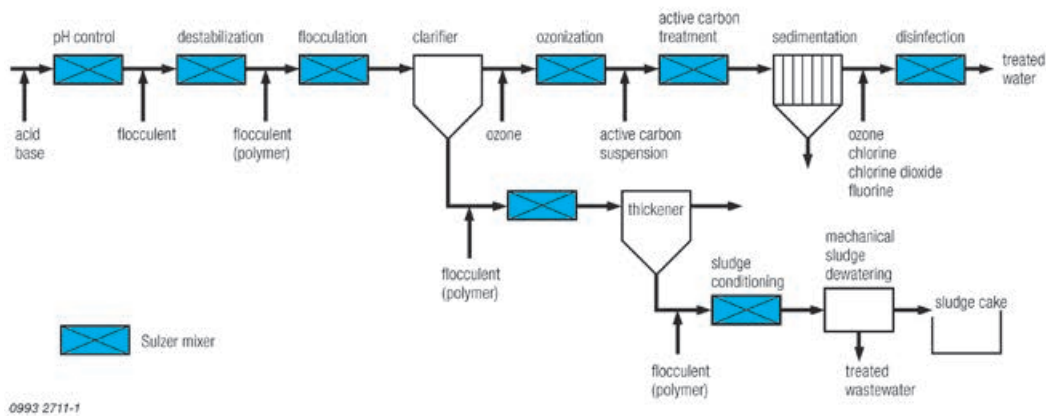 pH control
destabilization
flocculation
clarifier
ozonization
active carbon
treatment
sedimentation
disinfection
treated
water
acid
base
flocculent
flocculent
(polymer)
ozone
active carbon
suspension
ozone
chlorine
chlorine dioxide
fluorine
thickener
flocculent
(polymer)
sludge
conditioning
mechanical
sludge
dewatering
sludge cake
flocculent
(polymer)
treated
wastewater
Sulzer mixer
0993 2711-1